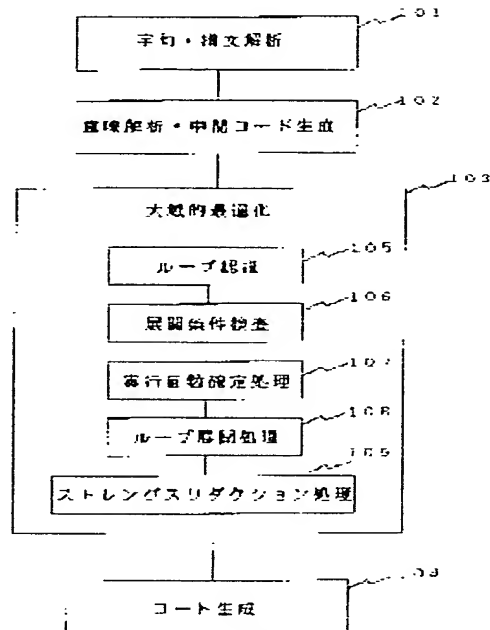 101
字句・構文解析
102
意味解析・中間コード生成
103
大域的最適化
105
ループ認識
106
展開条件検査
107
実行回数確定処理
108
ループ展開処理
109
ストレングスリダクション処理
コード生成